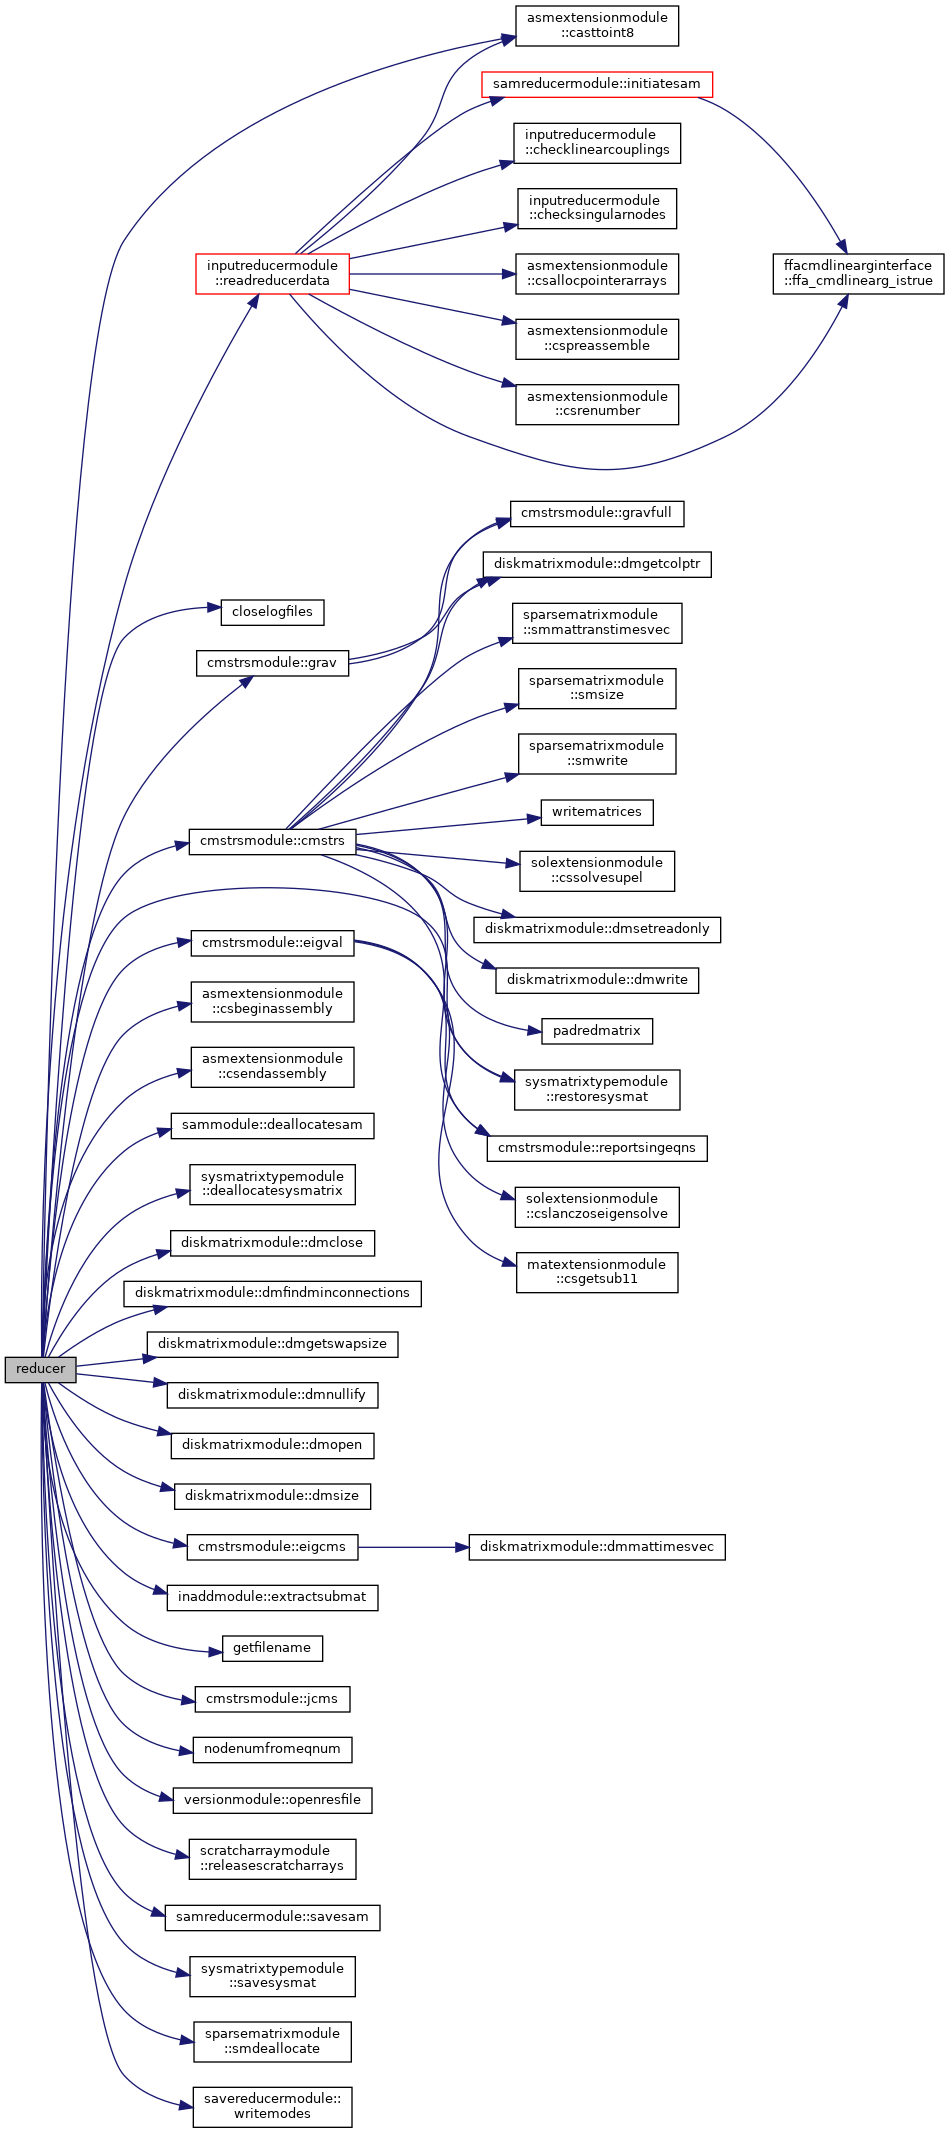 asmextensionmodule
::casttoint8
samreducermodule::initiatesam
inputreducermodule
::checklinearcouplings
inputreducermodule
::checksingularnodes
inputreducermodule
::readreducerdata
asmextensionmodule
::csallocpointerarrays
ffacmdlinearginterface
::ffa_cmdlinearg_istrue
asmextensionmodule
::cspreassemble
asmextensionmodule
::csrenumber
cmstrsmodule::gravfull
diskmatrixmodule::dmgetcolptr
closelogfiles
sparsematrixmodule
::smmattranstimesvec
cmstrsmodule::grav
sparsematrixmodule
::smsize
sparsematrixmodule
::smwrite
writematrices
cmstrsmodule::cmstrs
solextensionmodule
::cssolvesupel
diskmatrixmodule::dmsetreadonly
cmstrsmodule::eigval
diskmatrixmodule::dmwrite
asmextensionmodule
::csbeginassembly
padredmatrix
asmextensionmodule
::csendassembly
sysmatrixtypemodule
::restoresysmat
sammodule::deallocatesam
cmstrsmodule::reportsingeqns
sysmatrixtypemodule
::deallocatesysmatrix
solextensionmodule
::cslanczoseigensolve
diskmatrixmodule::dmclose
matextensionmodule
::csgetsub11
diskmatrixmodule::dmfindminconnections
diskmatrixmodule::dmgetswapsize
reducer
diskmatrixmodule::dmnullify
diskmatrixmodule::dmopen
diskmatrixmodule::dmsize
cmstrsmodule::eigcms
diskmatrixmodule::dmmattimesvec
inaddmodule::extractsubmat
getfilename
cmstrsmodule::jcms
nodenumfromeqnum
versionmodule::openresfile
scratcharraymodule
::releasescratcharrays
samreducermodule::savesam
sysmatrixtypemodule
::savesysmat
sparsematrixmodule
::smdeallocate
savereducermodule::
writemodes